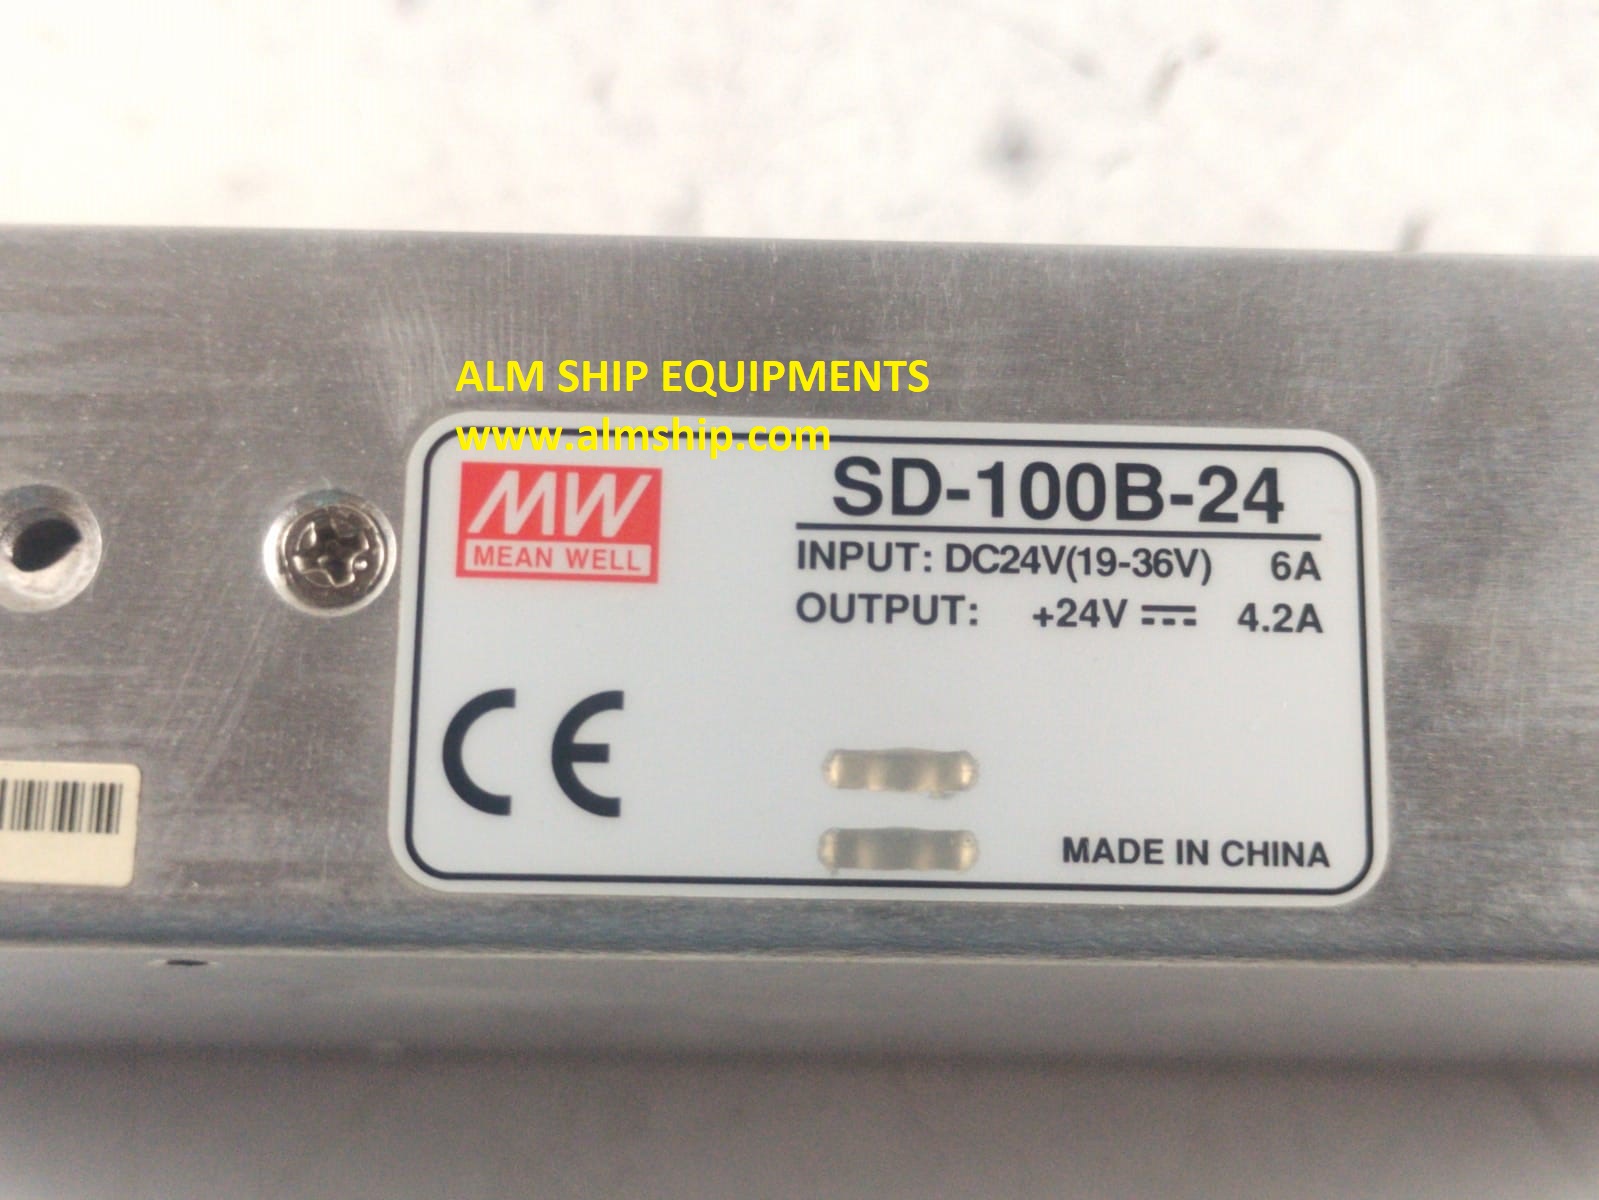 ALM SHIP EQUIPMENTS
www.almship.com
MW
MEAN WELL
SD-100B-24
INPUT: DC24V(19-36V) 6A
OUTPUT: +24V ⎓ 4.2A
CE
MADE IN CHINA